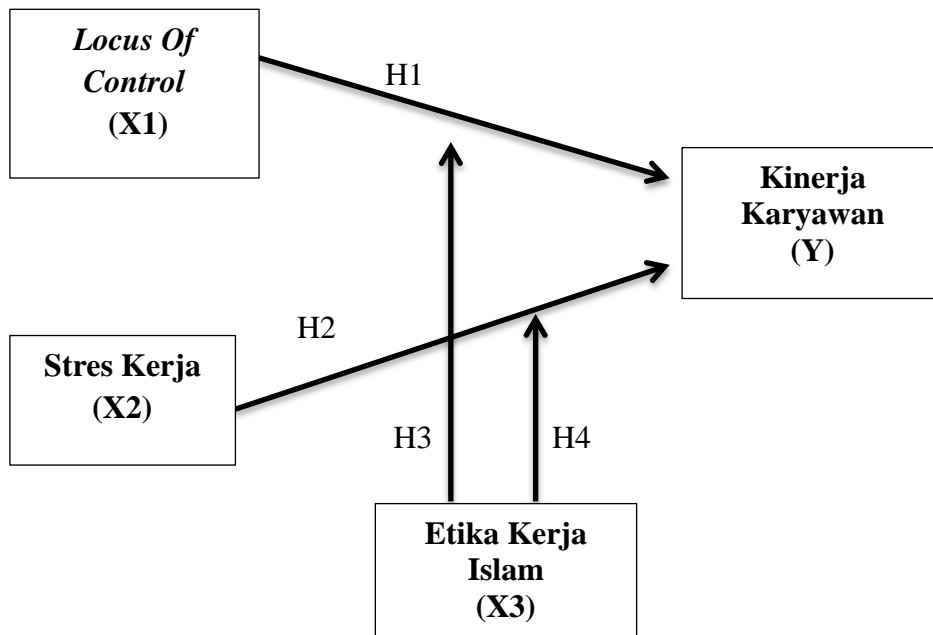 Locus Of
Control
(X1)
H1
Kinerja
Karyawan
(Y)
H2
Stres Kerja
(X2)
H3
H4
Etika Kerja
Islam
(X3)